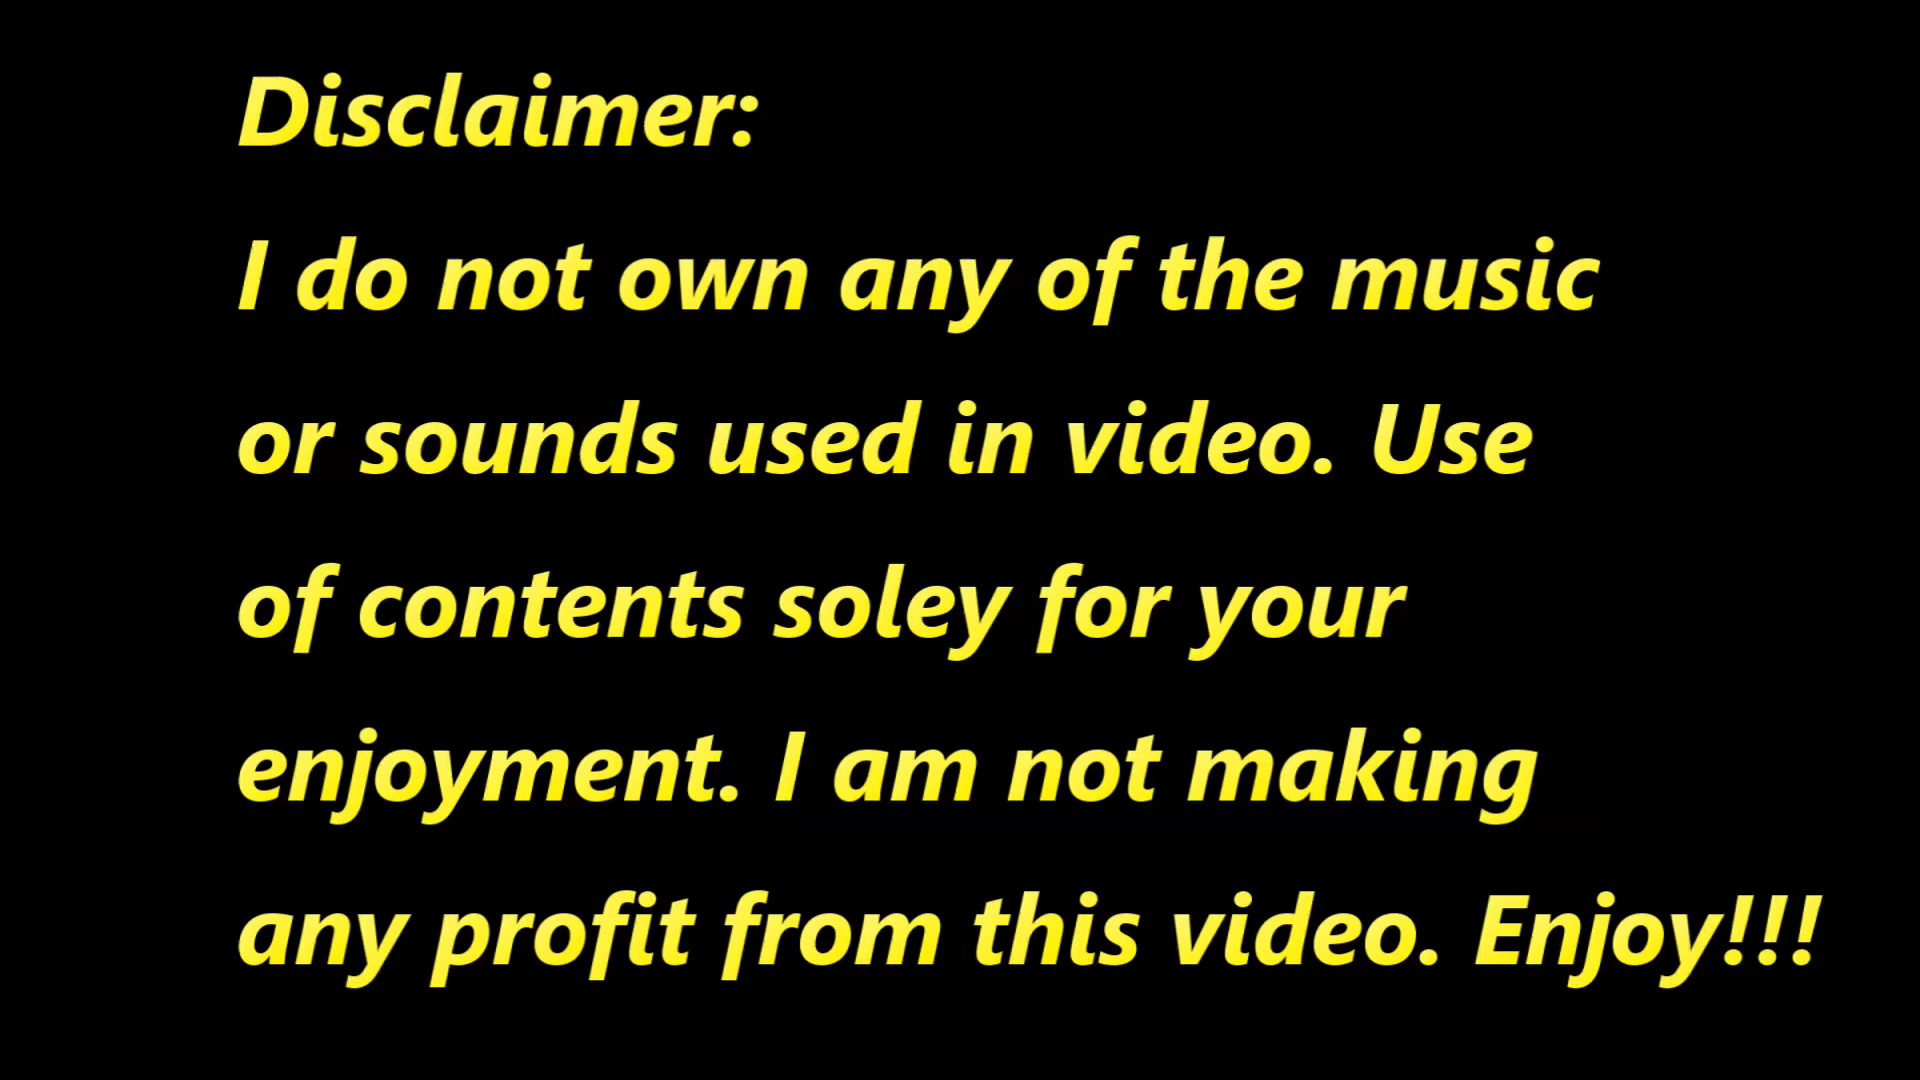 Disclaimer:
I do not own any of the music
or sounds used in video. Use
of contents soley for your
enjoyment. I am not making
any profit from this video. Enjoy!!!